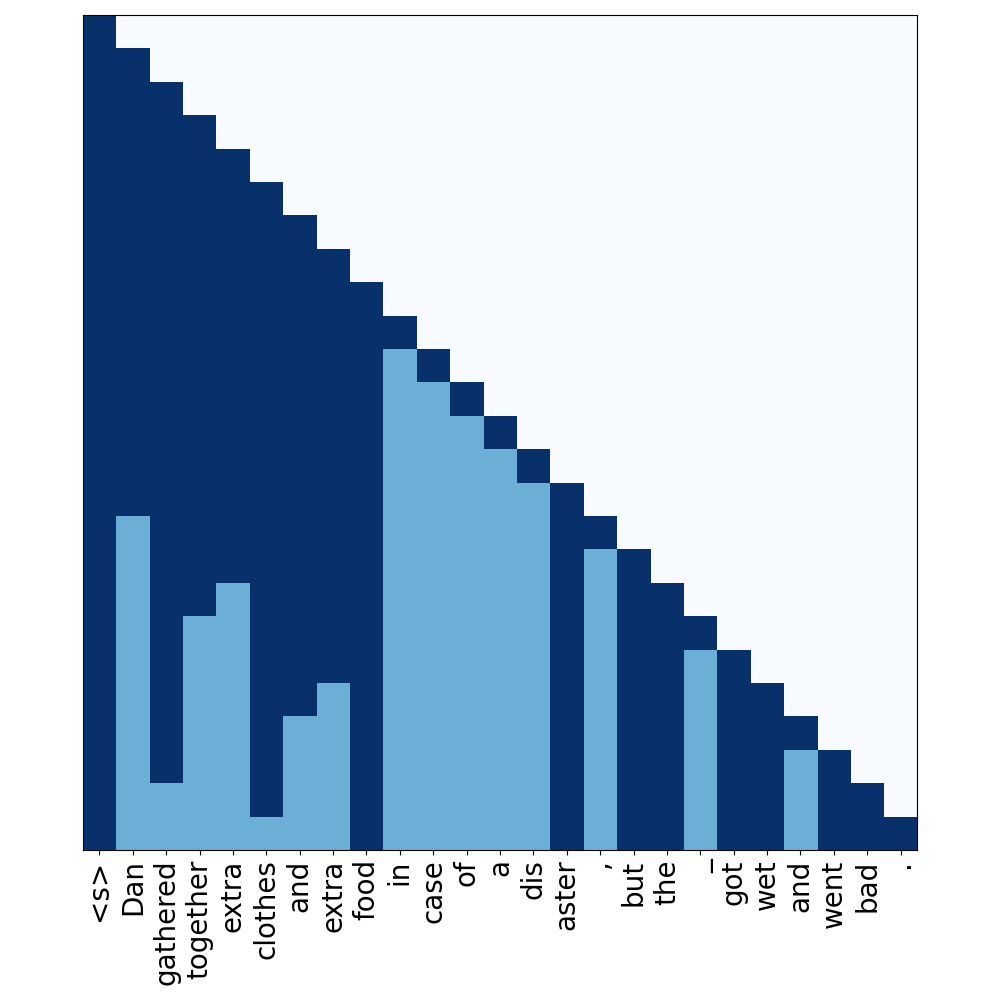 <s> Dan gathered together extra clothes and extra food in case of a dis aster , but the _ got wet and went bad .